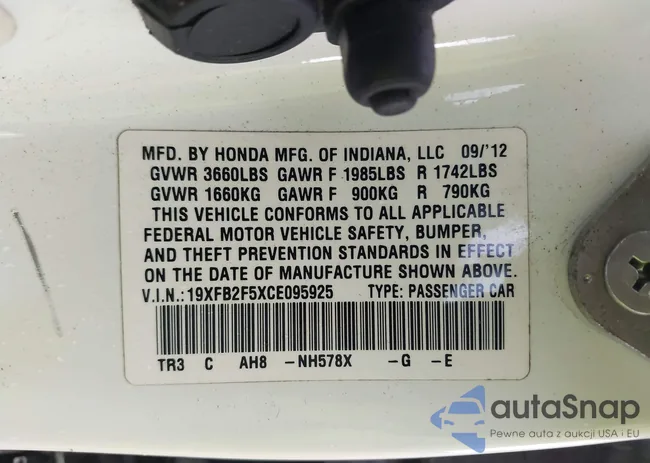 MFD. BY HONDA MFG. OF INDIANA, LLC 09/'12
GVWR 3660LBS GAWR F 1985LBS R 1742LBS
GVWR 1660KG GAWR F 900KG R 790KG
THIS VEHICLE CONFORMS TO ALL APPLICABLE
FEDERAL MOTOR VEHICLE SAFETY, BUMPER,
AND THEFT PREVENTION STANDARDS IN EFFECT
ON THE DATE OF MANUFACTURE SHOWN ABOVE.
V.I.N.:19XFB2F5XCE095925 TYPE: PASSENGER CAR
TR3 C AH8 -NH578X -G -E
autoSnap
Pewne auta z aukcji USA i EU